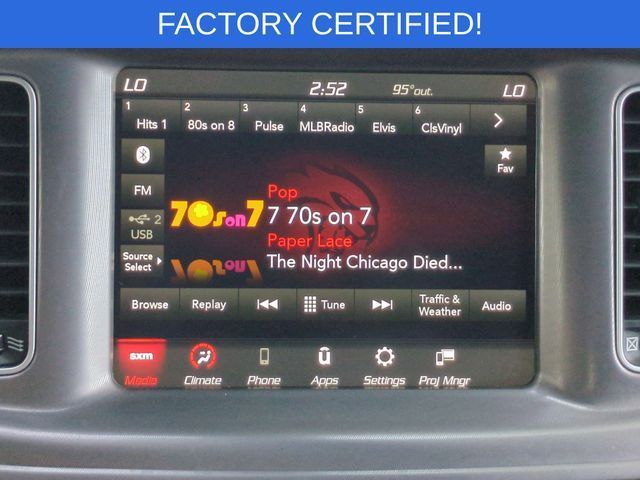 FACTORY CERTIFIED!
LO 2:52 95°out. LO
1 Hits 1 2 80s on 8 3 Pulse 4 MLBRadio 5 Elvis 6 ClsVinyl
Fav
FM
2
USB
Source
Select
70s on 7
Pop
7 70s on 7
Paper Lace
The Night Chicago Died...
Browse Replay Tune Traffic & Weather Audio
sxm
Media Climate Phone Apps Settings Proj Mngr